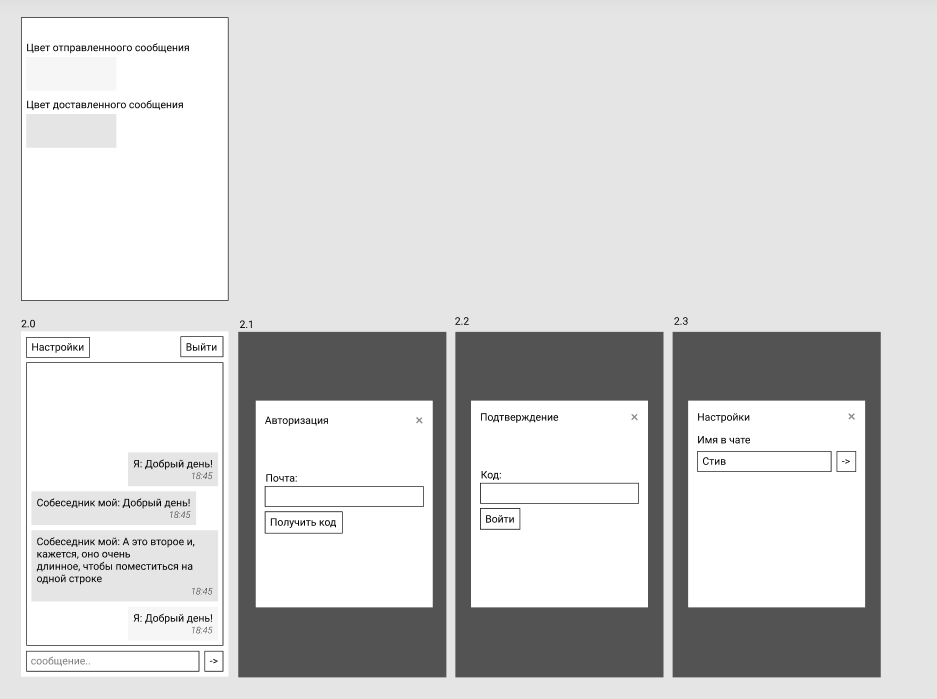 Цвет отправленноого сообщения
Цвет доставленного сообщения
2.0
Настройки
Выйти
Я: Добрый день!
18:45
Собеседник мой: Добрый день!
18:45
Собеседник мой: А это второе и,
кажется, оно очень
длинное, чтобы поместиться на
одной строке
18:45
Я: Добрый день!
18:45
сообщение..
->
2.1
Авторизация
×
Почта:
Получить код
2.2
Подтверждение
×
Код:
Войти
2.3
Настройки
×
Имя в чате
Стив
->